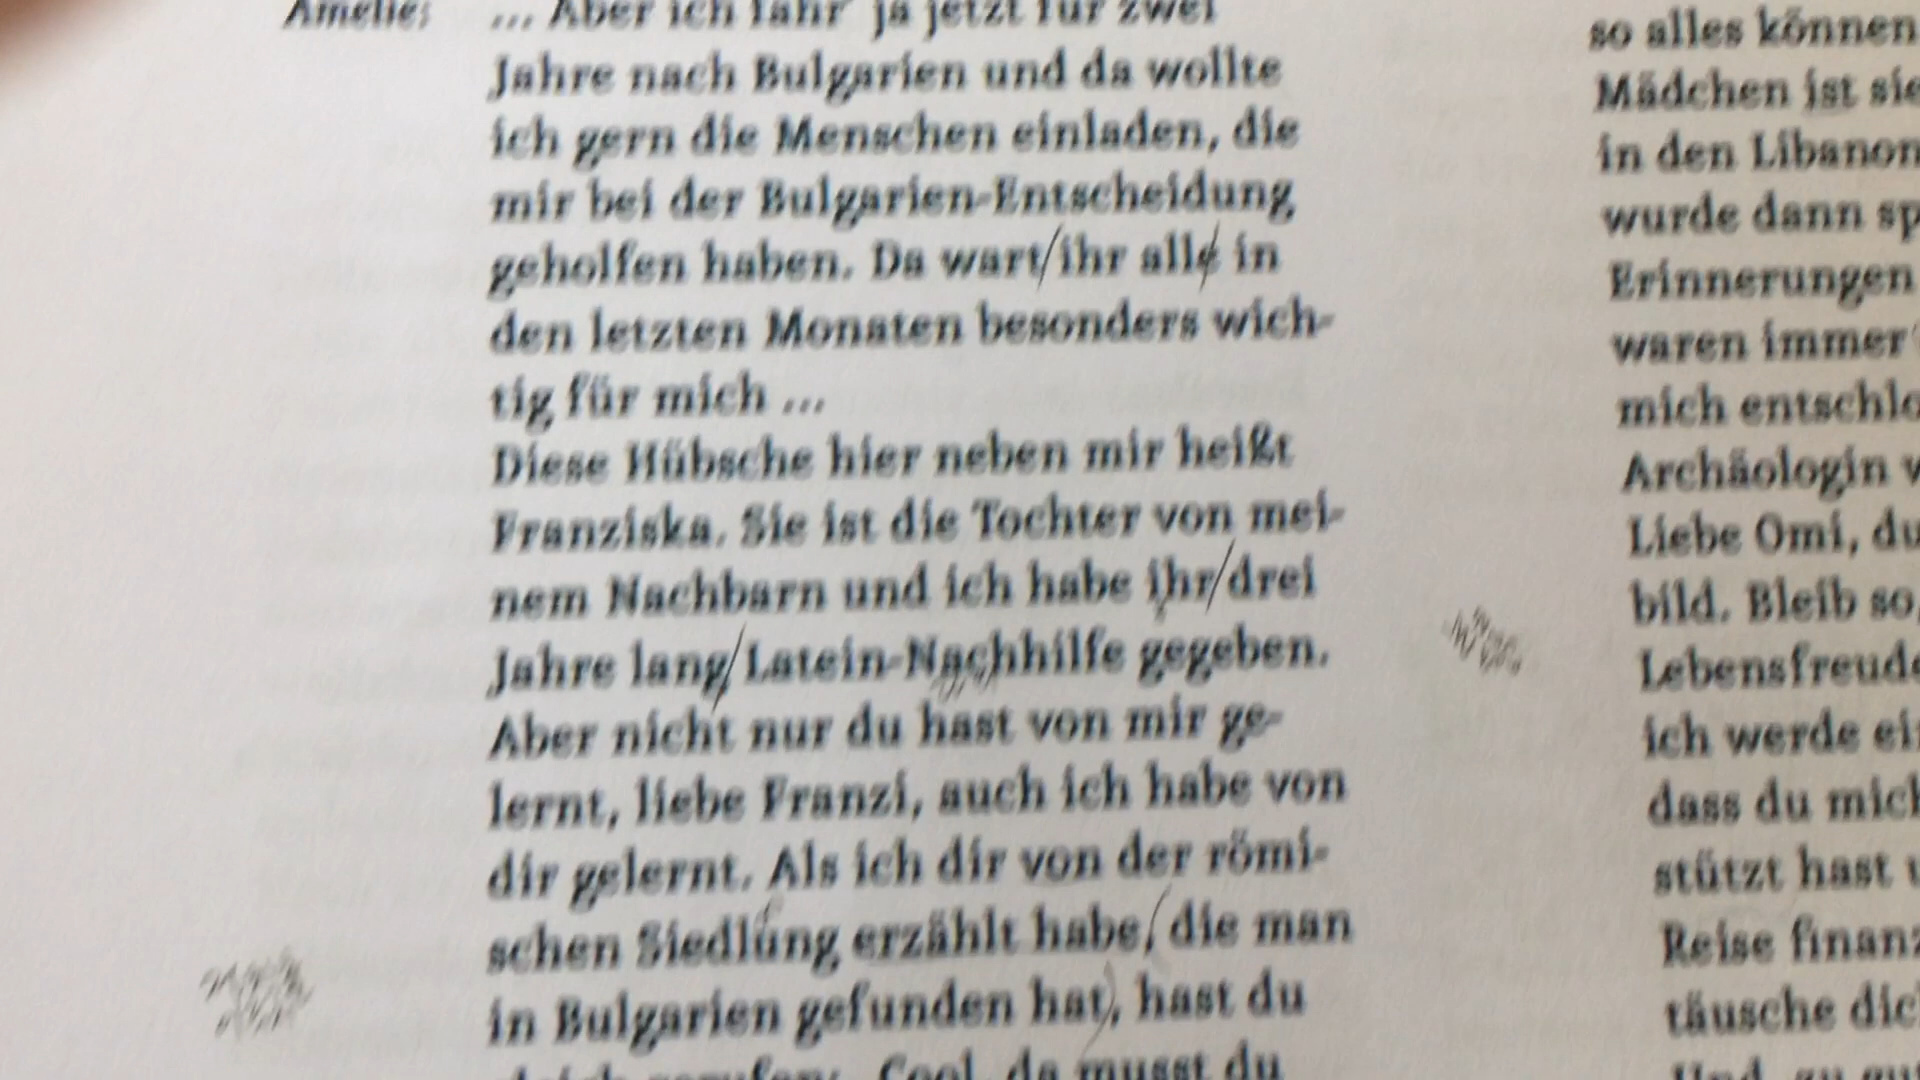 Amelie: ... Aber ich fahr' ja jetzt für zwei
Jahre nach Bulgarien und da wollte
ich gern die Menschen einladen, die
mir bei der Bulgarien-Entscheidung
geholfen haben. Da wart ihr alle in
den letzten Monaten besonders wich-
tig für mich ...
Diese Hübsche hier neben mir heißt
Franziska. Sie ist die Tochter von mei-
nem Nachbarn und ich habe ihr drei
Jahre lang Latein-Nachhilfe gegeben.
Aber nicht nur du hast von mir ge-
lernt, liebe Franzi, auch ich habe von
dir gelernt. Als ich dir von der römi-
schen Siedlung erzählt habe, die man
in Bulgarien gefunden hat, hast du
Cool, da musst du
so alles können
Mädchen ist sie
in den Libanon
wurde dann
Erinnerungen
waren immer
mich
Archäologin
Liebe Omi, du
bild. Bleib so,
Lebensfreude
ich werde
dass du
stützt hast
Reise
täusche